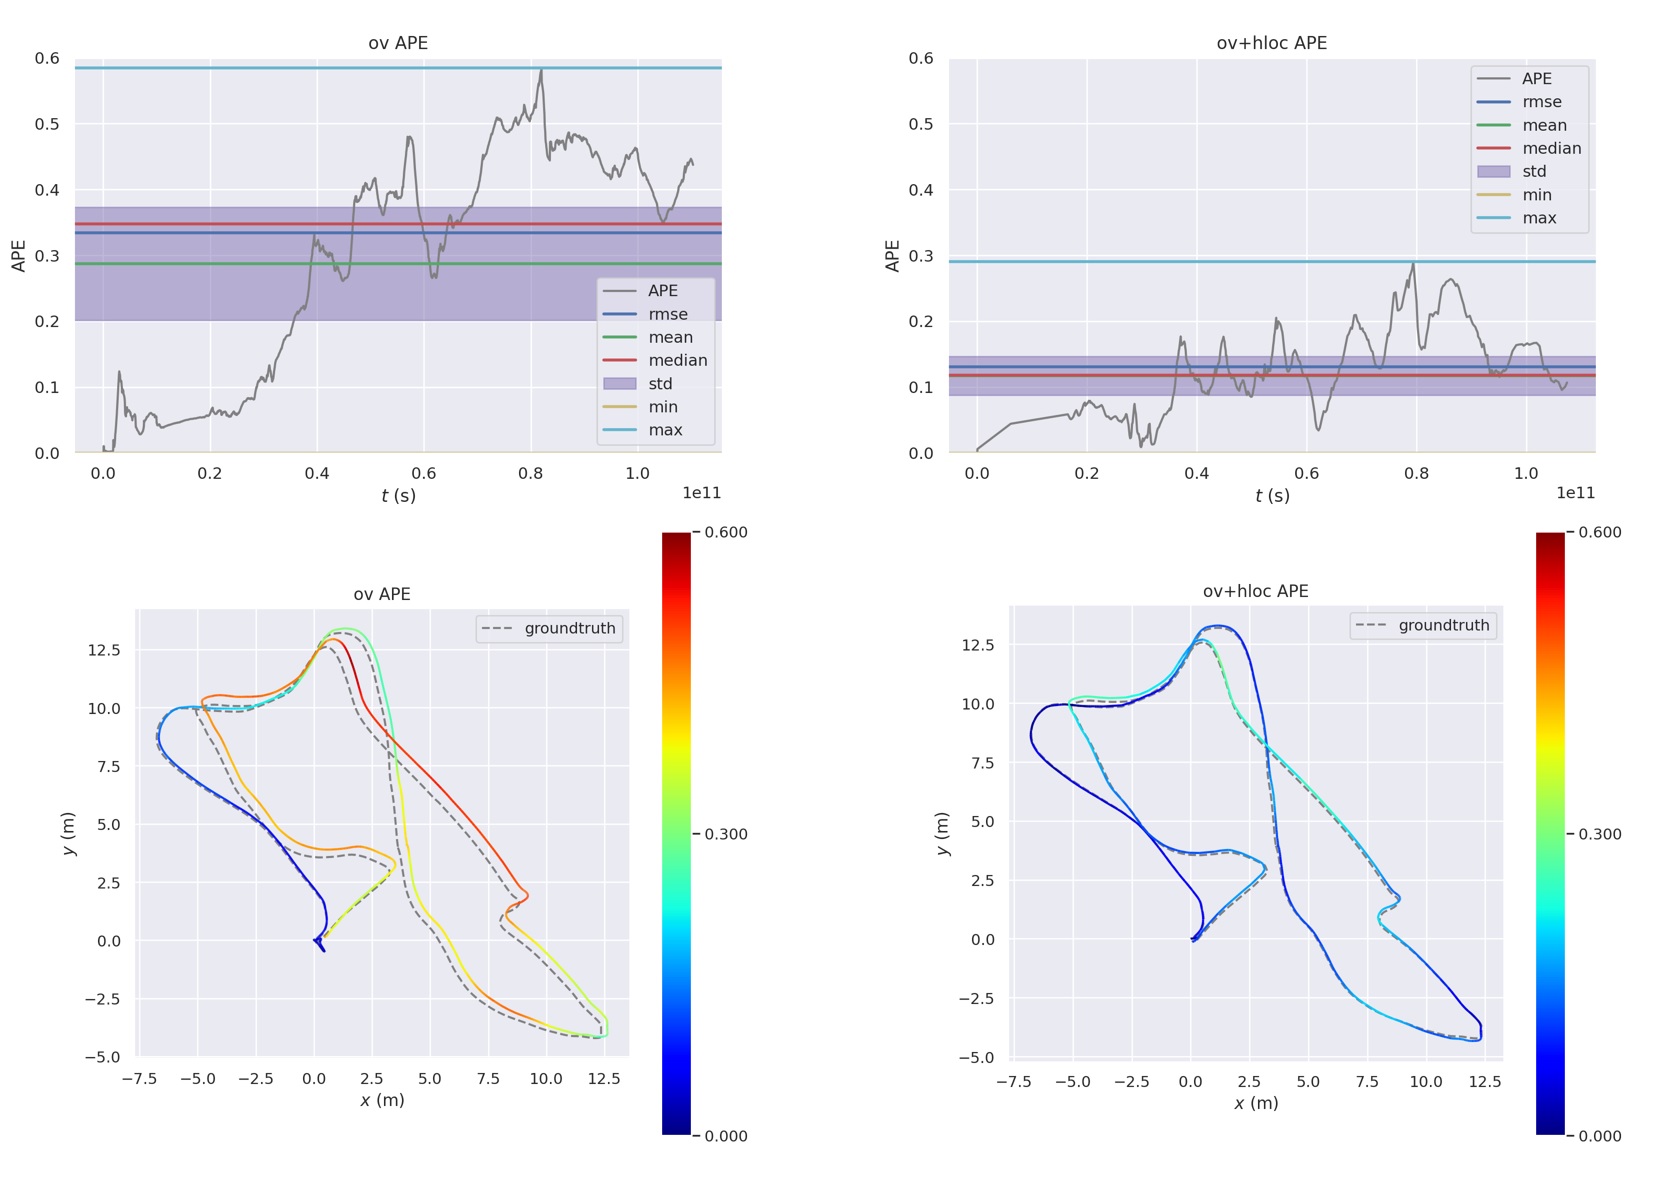 ov APE
APE
0.6
0.5
0.4
0.3
0.2
0.1
0.0
APE
rmse
mean
median
std
min
max
0.0 0.2 0.4 0.6 0.8 1.0
t (s)
1e11
ov+hloc APE
APE
0.6
0.5
0.4
0.3
0.2
0.1
0.0
APE
rmse
mean
median
std
min
max
0.0 0.2 0.4 0.6 0.8 1.0
t (s)
1e11
ov APE
groundtruth
y (m)
12.5
10.0
7.5
5.0
2.5
0.0
−2.5
−5.0
−7.5 −5.0 −2.5 0.0 2.5 5.0 7.5 10.0 12.5
x (m)
0.600
0.300
0.000
ov+hloc APE
groundtruth
y (m)
12.5
10.0
7.5
5.0
2.5
0.0
−2.5
−5.0
−7.5 −5.0 −2.5 0.0 2.5 5.0 7.5 10.0 12.5
x (m)
0.600
0.300
0.000